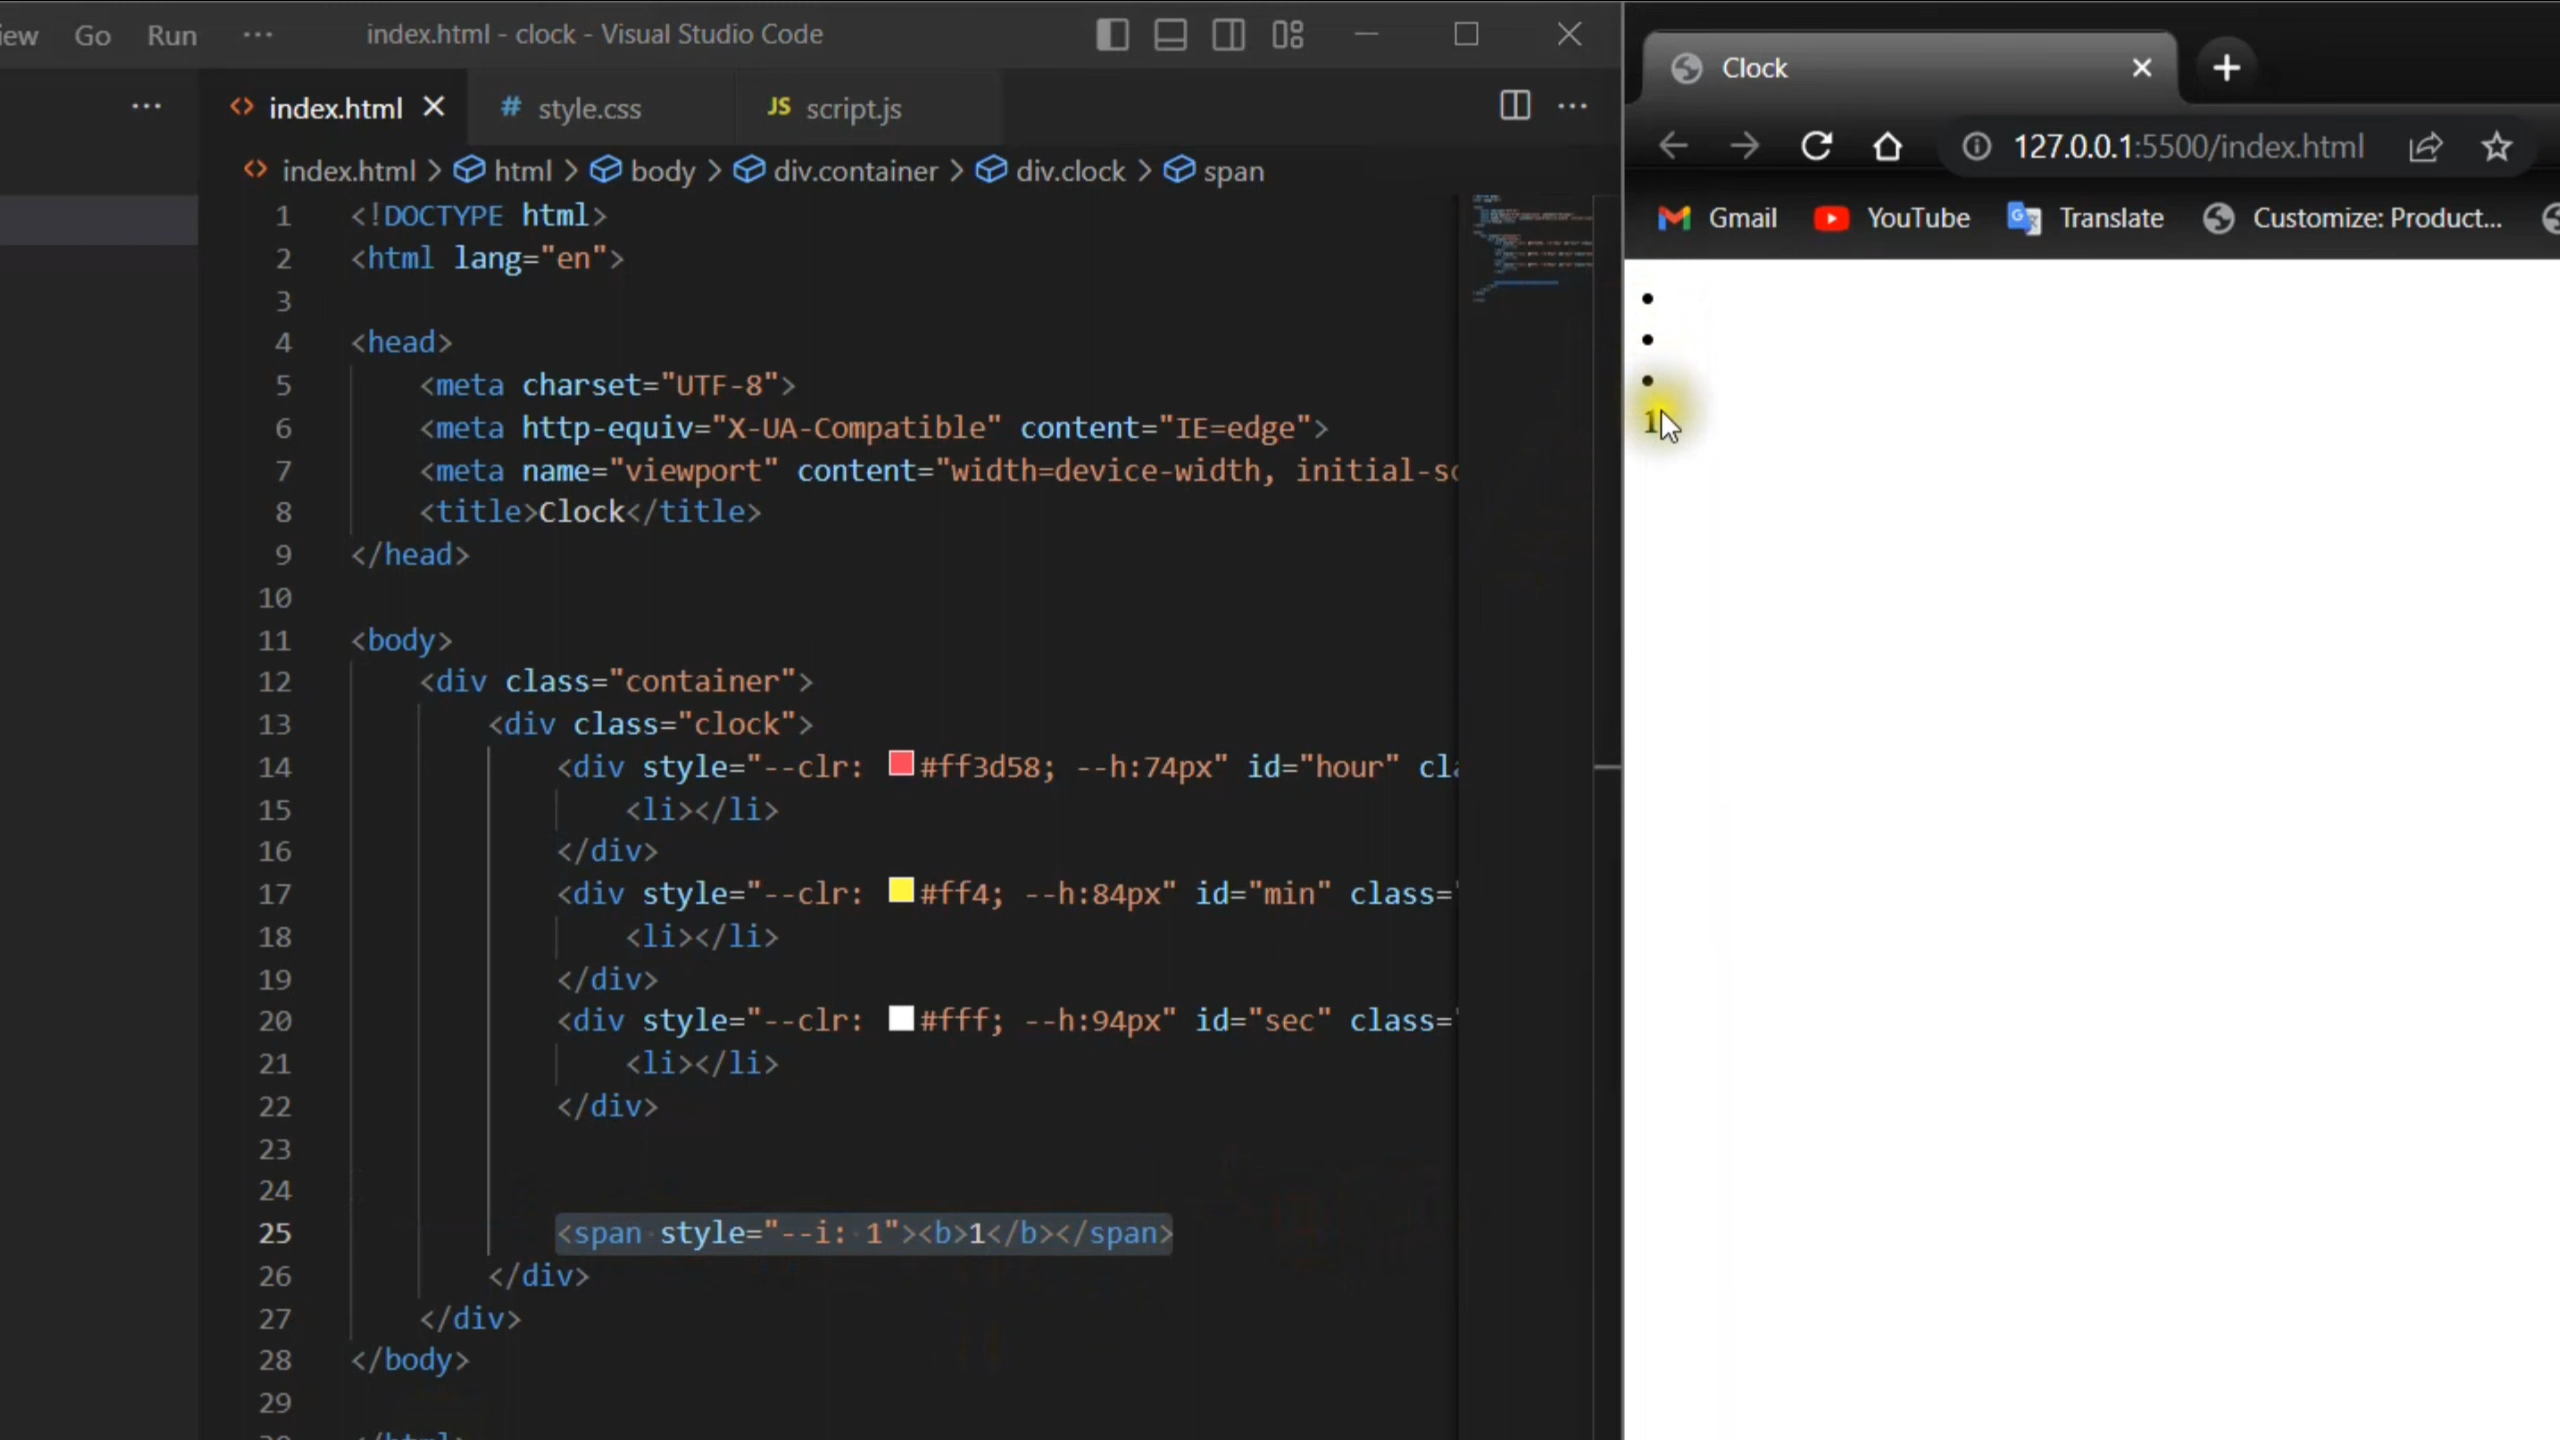 Go Run ··· index.html - clock - Visual Studio Code
··· <> index.html # style.css JS script.js ···
<> index.html > html > body > div.container > div.clock > span
1 <!DOCTYPE html>
2 <html lang="en">
3
4 <head>
5 <meta charset="UTF-8">
6 <meta http-equiv="X-UA-Compatible" content="IE=edge">
7 <meta name="viewport" content="width=device-width,
8 <title>Clock</title>
9 </head>
10
11 <body>
12 <div class="container">
13 <div class="clock">
14 <div style="--clr: #ff3d58; --h:74px" id="hour"
15 <li></li>
16 </div>
17 <div style="--clr: #ff4; --h:84px" id="min" class="
18 <li></li>
19 </div>
20 <div style="--clr: #fff; --h:94px" id="sec" class="
21 <li></li>
22 </div>
23
24
25 <span style="--i: 1"><b>1</b></span>
26 </div>
27 </div>
28 </body>
29
Clock
127.0.0.1:5500/index.html
Gmail YouTube Translate Customize: Product...
•
•
•
1